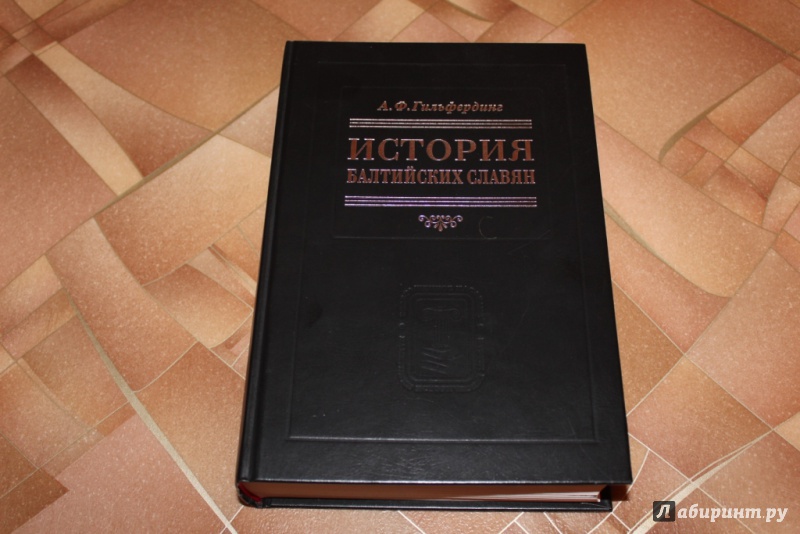 А. Ф. Гильфердинг
ИСТОРИЯ
БАЛТИЙСКИХ СЛАВЯН
Лабиринт.ру